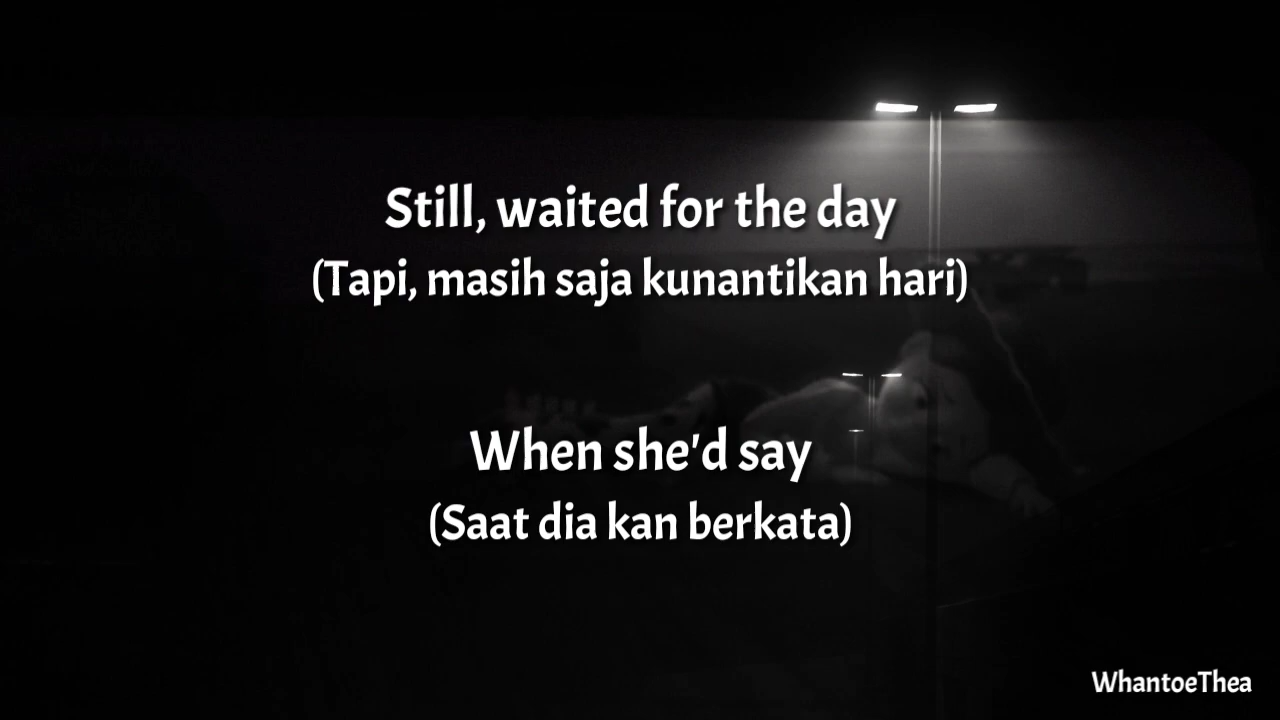 Still, waited for the day
(Tapi, masih saja kunantikan hari)
When she'd say
(Saat dia kan berkata)
WhantoeThea